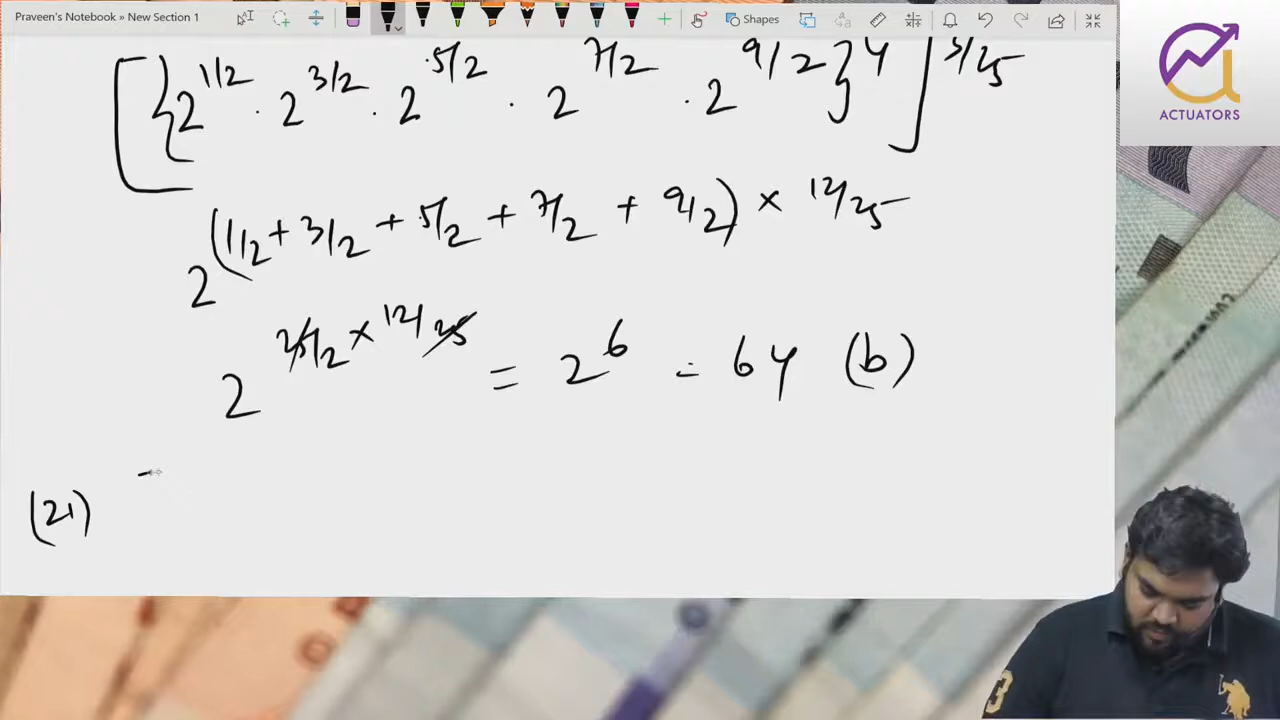 Praveen's Notebook » New Section 1
Shapes
ACTUATORS
[{2^1/2 · 2^3/2 · 2^5/2 · 2^7/2 · 2^9/2}^4]^3/25
2^(1/2 + 3/2 + 5/2 + 7/2 + 9/2) × 12/25
2^25/2 × 12/25 = 2^6 = 64 (b)
(21)
3